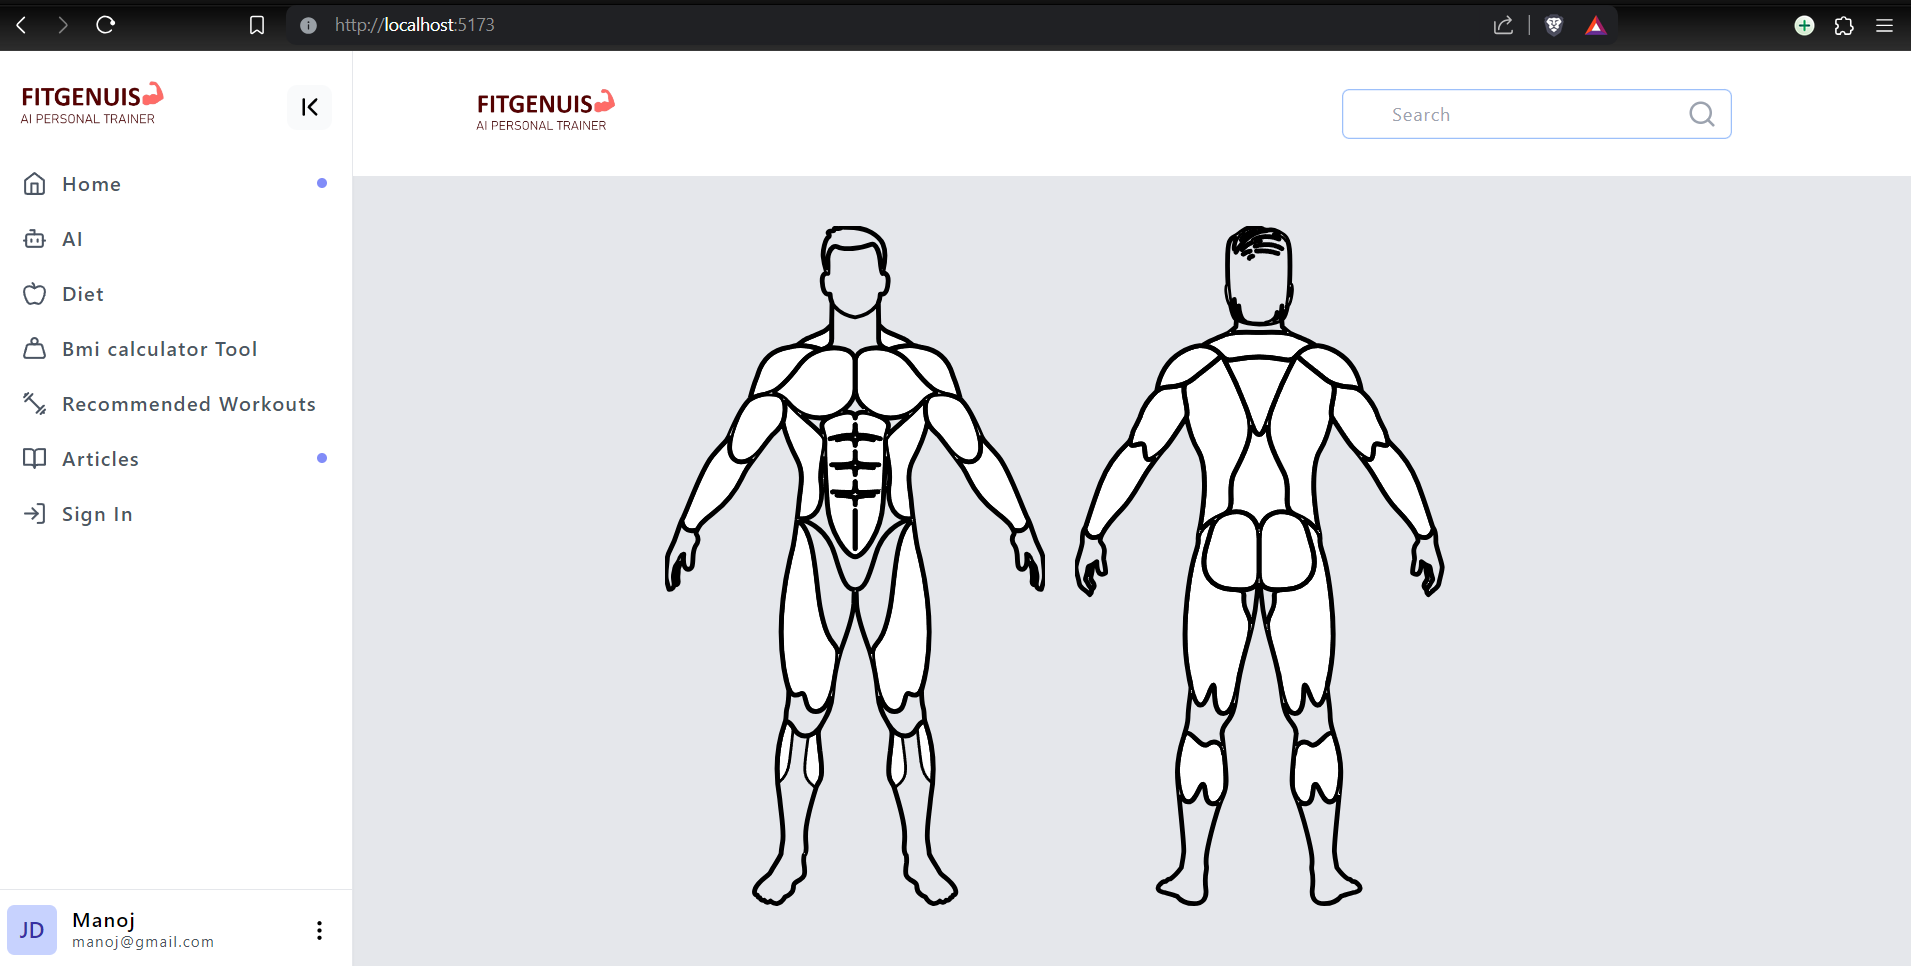 http://localhost:5173
FITGENUIS
AI PERSONAL TRAINER
FITGENUIS
AI PERSONAL TRAINER
Search
Home
AI
Diet
Bmi calculator Tool
Recommended Workouts
Articles
Sign In
JD
Manoj
manoj@gmail.com